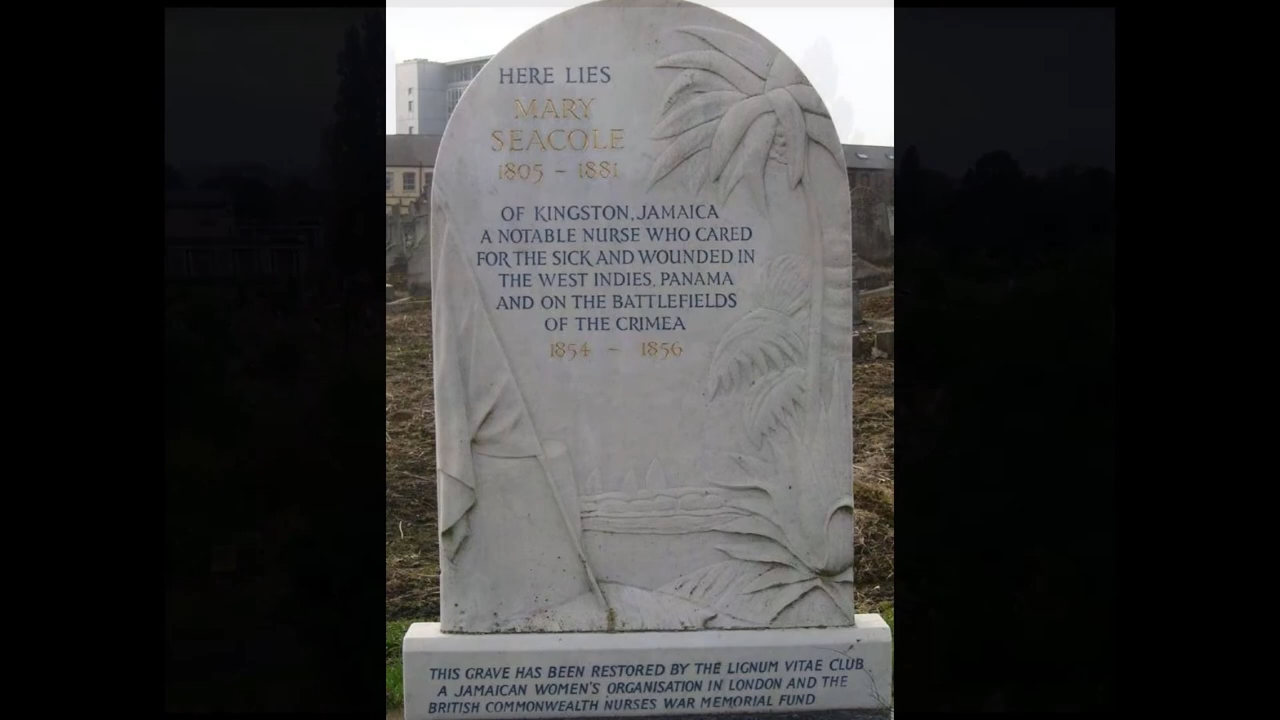 HERE LIES
MARY
SEACOLE
1805 – 1881
OF KINGSTON, JAMAICA
A NOTABLE NURSE WHO CARED
FOR THE SICK AND WOUNDED IN
THE WEST INDIES, PANAMA
AND ON THE BATTLEFIELDS
OF THE CRIMEA
1854 – 1856
THIS GRAVE HAS BEEN RESTORED BY THE LIGNUM VITAE CLUB
A JAMAICAN WOMEN'S ORGANISATION IN LONDON AND THE
BRITISH COMMONWEALTH NURSES WAR MEMORIAL FUND